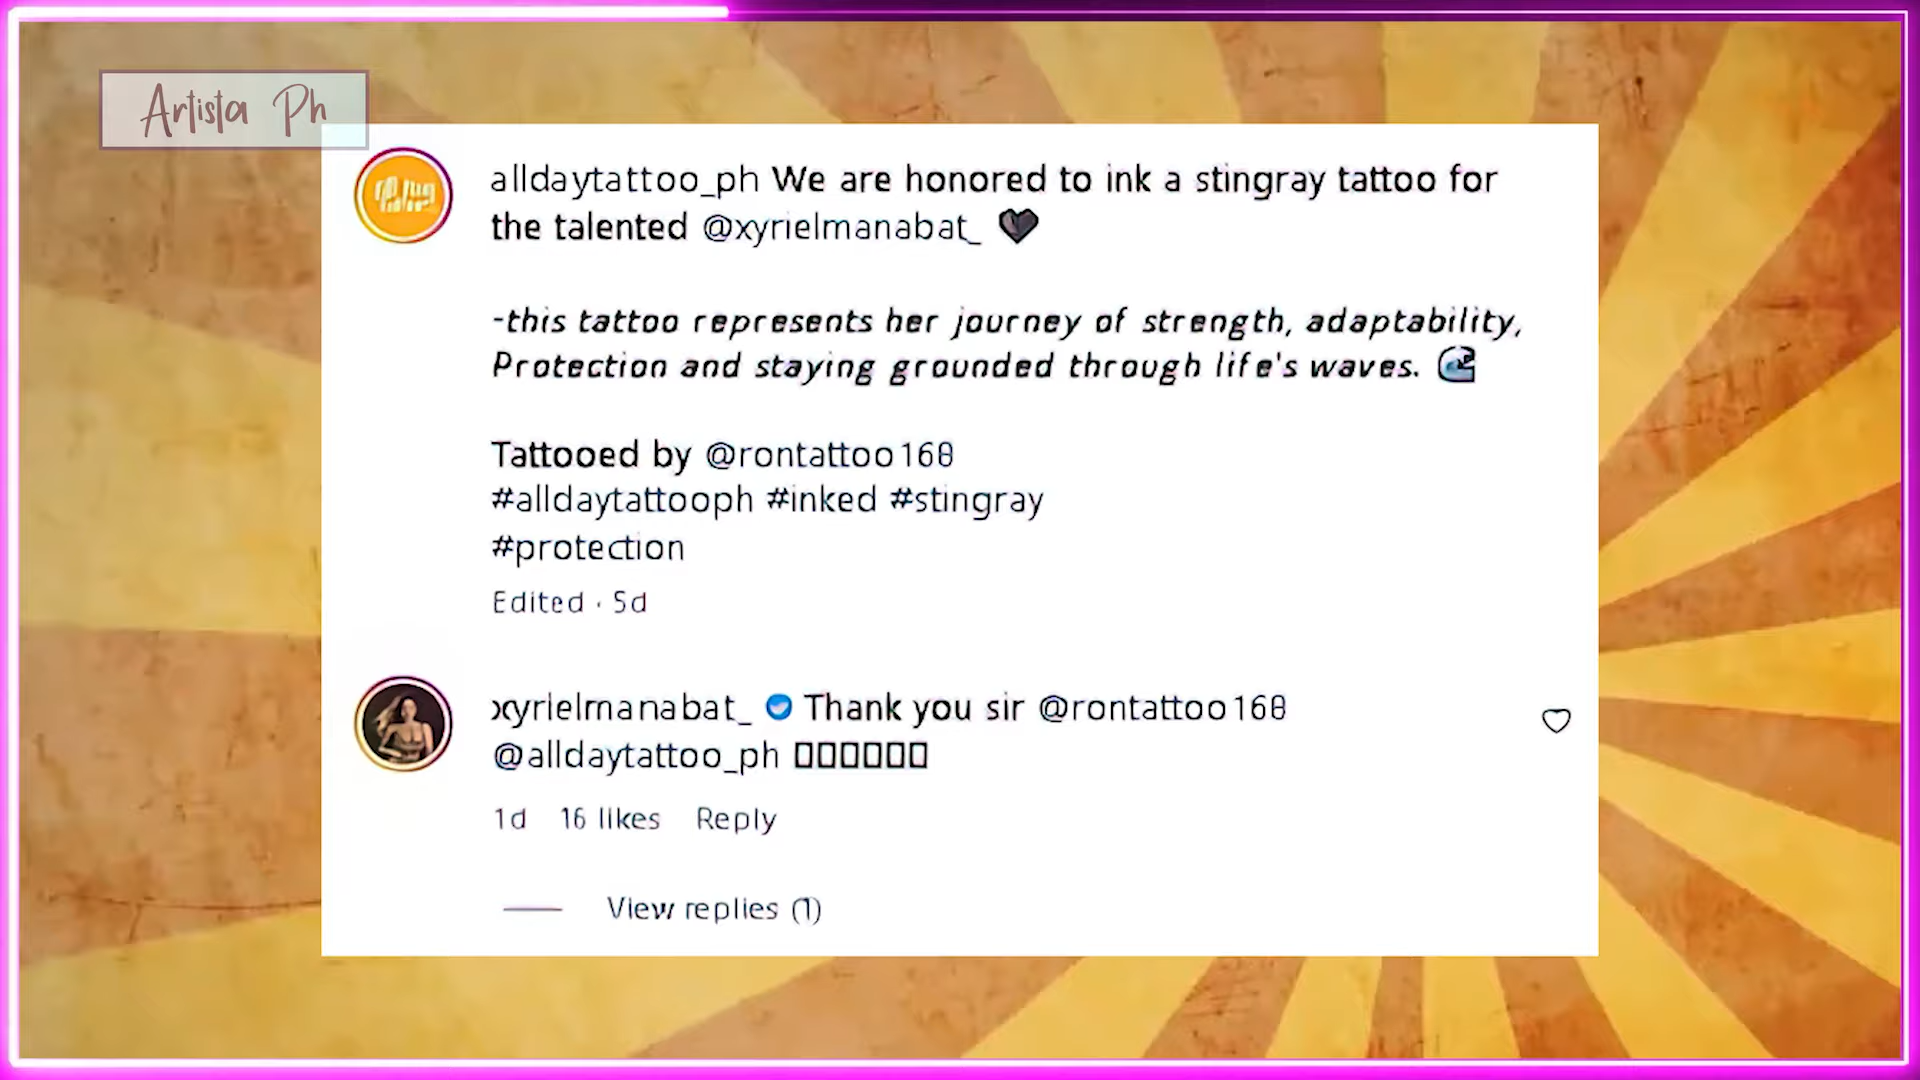 Artista Ph
alldaytattoo_ph We are honored to ink a stingray tattoo for
the talented @xyrielmanabat_ 🖤
-this tattoo represents her journey of strength, adaptability,
Protection and staying grounded through life's waves. 🌊
Tattooed by @rontattoo168
#alldaytattooph #inked #stingray
#protection
Edited · 5d
xyrielmanabat_ Thank you sir @rontattoo168
@alldaytattoo_ph
1d 16 likes Reply
View replies (1)